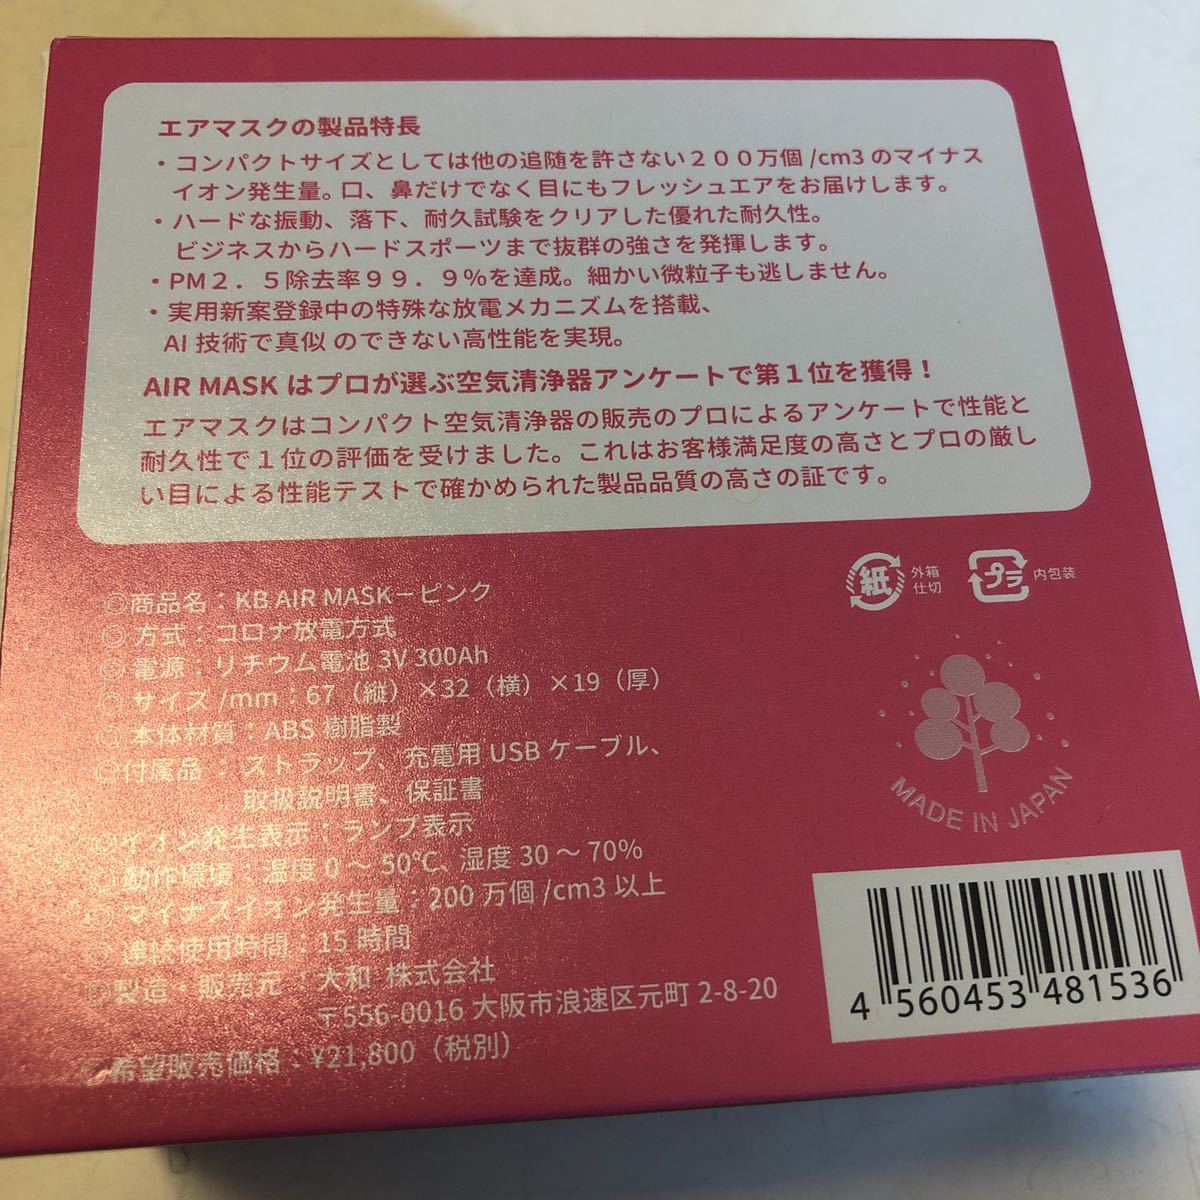 エアマスクの製品特長
・コンパクトサイズとしては他の追随を許さない２００万個/cm3のマイナス
イオン発生量。口、鼻だけでなく目にもフレッシュエアをお届けします。
・ハードな振動、落下、耐久試験をクリアした優れた耐久性。
ビジネスからハードスポーツまで抜群の強さを発揮します。
・PM２．５除去率９９．９％を達成。細かい微粒子も逃しません。
・実用新案登録中の特殊な放電メカニズムを搭載、
AI 技術で真似 のできない高性能を実現。
AIR MASK はプロが選ぶ空気清浄器アンケートで第１位を獲得！
エアマスクはコンパクト空気清浄器の販売のプロによるアンケートで性能と
耐久性で１位の評価を受けました。これはお客様満足度の高さとプロの厳し
い目による性能テストで確かめられた製品品質の高さの証です。
紙 外箱
仕切
プラ 内包装
◎商品名：KB AIR MASK－ピンク
◎ 方式：コロナ放電方式
◎ 電源：リチウム電池 3V 300Ah
◎ サイズ /mm：67（縦）×32（横）×19（厚）
◎ 本体材質：ABS 樹脂製
◎付属品： ストラップ、充電用 USB ケーブル、
取扱説明書、保証書
◎イオン発生表示：ランプ表示
◎ 動作環境：温度 0 ～ 50℃、湿度 30 ～ 70%
◎ マイナスイオン発生量：200 万個 /cm3 以上
◎ 連続使用時間：15 時間
◎製造・販売元：大和 株式会社
〒556-0016 大阪市浪速区元町 2-8-20
◎希望販売価格：¥21,800（税別）
MADE IN JAPAN
4 560453 481536